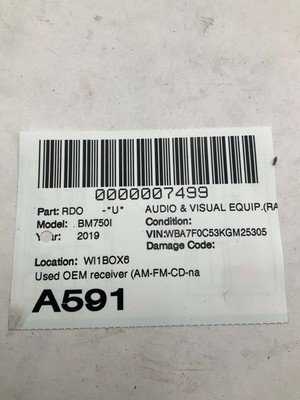 0000007499
Part: RDO -*U* AUDIO & VISUAL EQUIP.(RA
Model: . BM750I Condition:
Year: 2019 VIN:WBA7F0C53KGM25305
Damage Code:
Location: WI1BOX6
Used OEM receiver (AM-FM-CD-na
A591